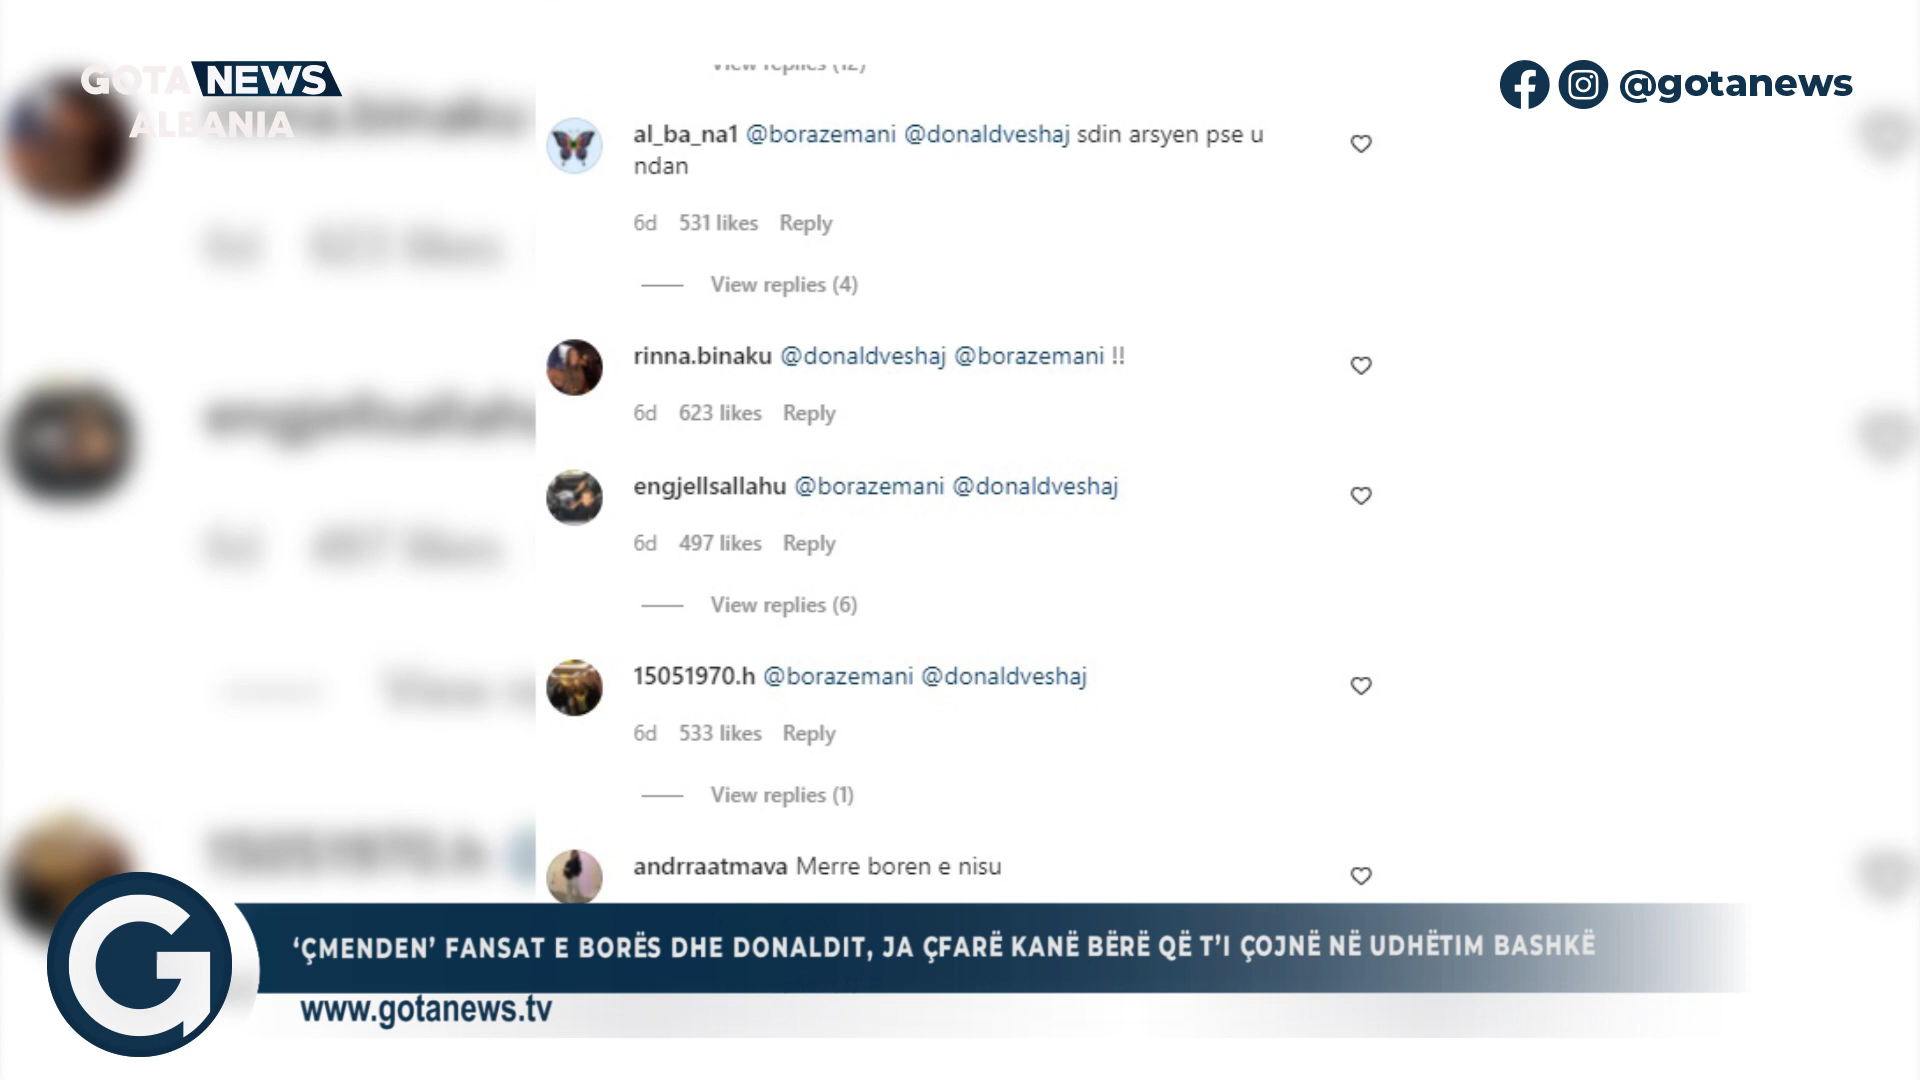 GOTA NEWS
ALBANIA
@gotanews
View replies (12)
al_ba_na1 @borazemani @donaldveshaj sdin arsyen pse u
ndan
6d 531 likes Reply
View replies (4)
rinna.binaku @donaldveshaj @borazemani !!
6d 623 likes Reply
engjellsallahu @borazemani @donaldveshaj
6d 497 likes Reply
View replies (6)
15051970.h @borazemani @donaldveshaj
6d 533 likes Reply
View replies (1)
andrraatmava Merre boren e nisu
‘ÇMENDEN’ FANSAT E BORËS DHE DONALDIT, JA ÇFARË KANË BËRË QË T’I ÇOJNË NË UDHËTIM BASHKË
www.gotanews.tv